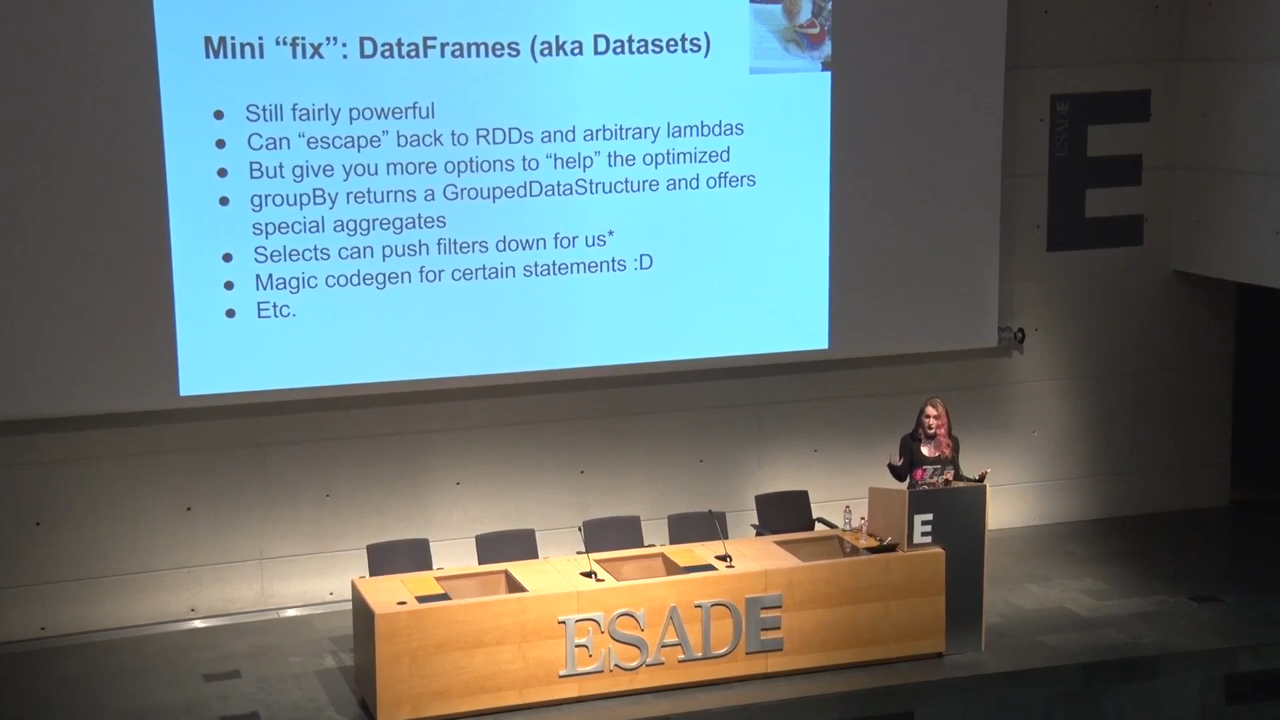 Mini “fix”: DataFrames (aka Datasets)
● Still fairly powerful
● Can “escape” back to RDDs and arbitrary lambdas
● But give you more options to “help” the optimized
● groupBy returns a GroupedDataStructure and offers
special aggregates
● Selects can push filters down for us*
● Magic codegen for certain statements :D
● Etc.
ESADE
E
E
ESADE